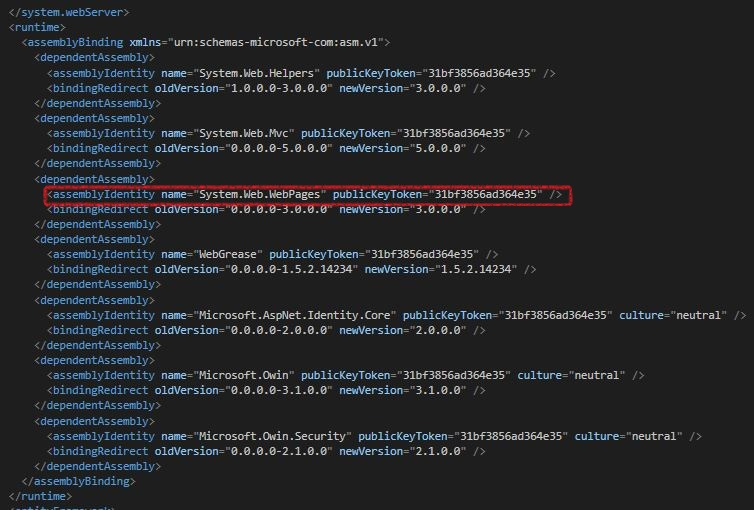 </system.webServer>
<runtime>
<assemblyBinding xmlns="urn:schemas-microsoft-com:asm.v1">
<dependentAssembly>
<assemblyIdentity name="System.Web.Helpers" publicKeyToken="31bf3856ad364e35" />
<bindingRedirect oldVersion="1.0.0.0-3.0.0.0" newVersion="3.0.0.0" />
</dependentAssembly>
<dependentAssembly>
<assemblyIdentity name="System.Web.Mvc" publicKeyToken="31bf3856ad364e35" />
<bindingRedirect oldVersion="0.0.0.0-5.0.0.0" newVersion="5.0.0.0" />
</dependentAssembly>
<dependentAssembly>
<assemblyIdentity name="System.Web.WebPages" publicKeyToken="31bf3856ad364e35" />
<bindingRedirect oldVersion="0.0.0.0-3.0.0.0" newVersion="3.0.0.0" />
</dependentAssembly>
<dependentAssembly>
<assemblyIdentity name="WebGrease" publicKeyToken="31bf3856ad364e35" />
<bindingRedirect oldVersion="0.0.0.0-1.5.2.14234" newVersion="1.5.2.14234" />
</dependentAssembly>
<dependentAssembly>
<assemblyIdentity name="Microsoft.AspNet.Identity.Core" publicKeyToken="31bf3856ad364e35" culture="neutral" />
<bindingRedirect oldVersion="0.0.0.0-2.0.0.0" newVersion="2.0.0.0" />
</dependentAssembly>
<dependentAssembly>
<assemblyIdentity name="Microsoft.Owin" publicKeyToken="31bf3856ad364e35" culture="neutral" />
<bindingRedirect oldVersion="0.0.0.0-3.1.0.0" newVersion="3.1.0.0" />
</dependentAssembly>
<dependentAssembly>
<assemblyIdentity name="Microsoft.Owin.Security" publicKeyToken="31bf3856ad364e35" culture="neutral" />
<bindingRedirect oldVersion="0.0.0.0-2.1.0.0" newVersion="2.1.0.0" />
</dependentAssembly>
</assemblyBinding>
</runtime>